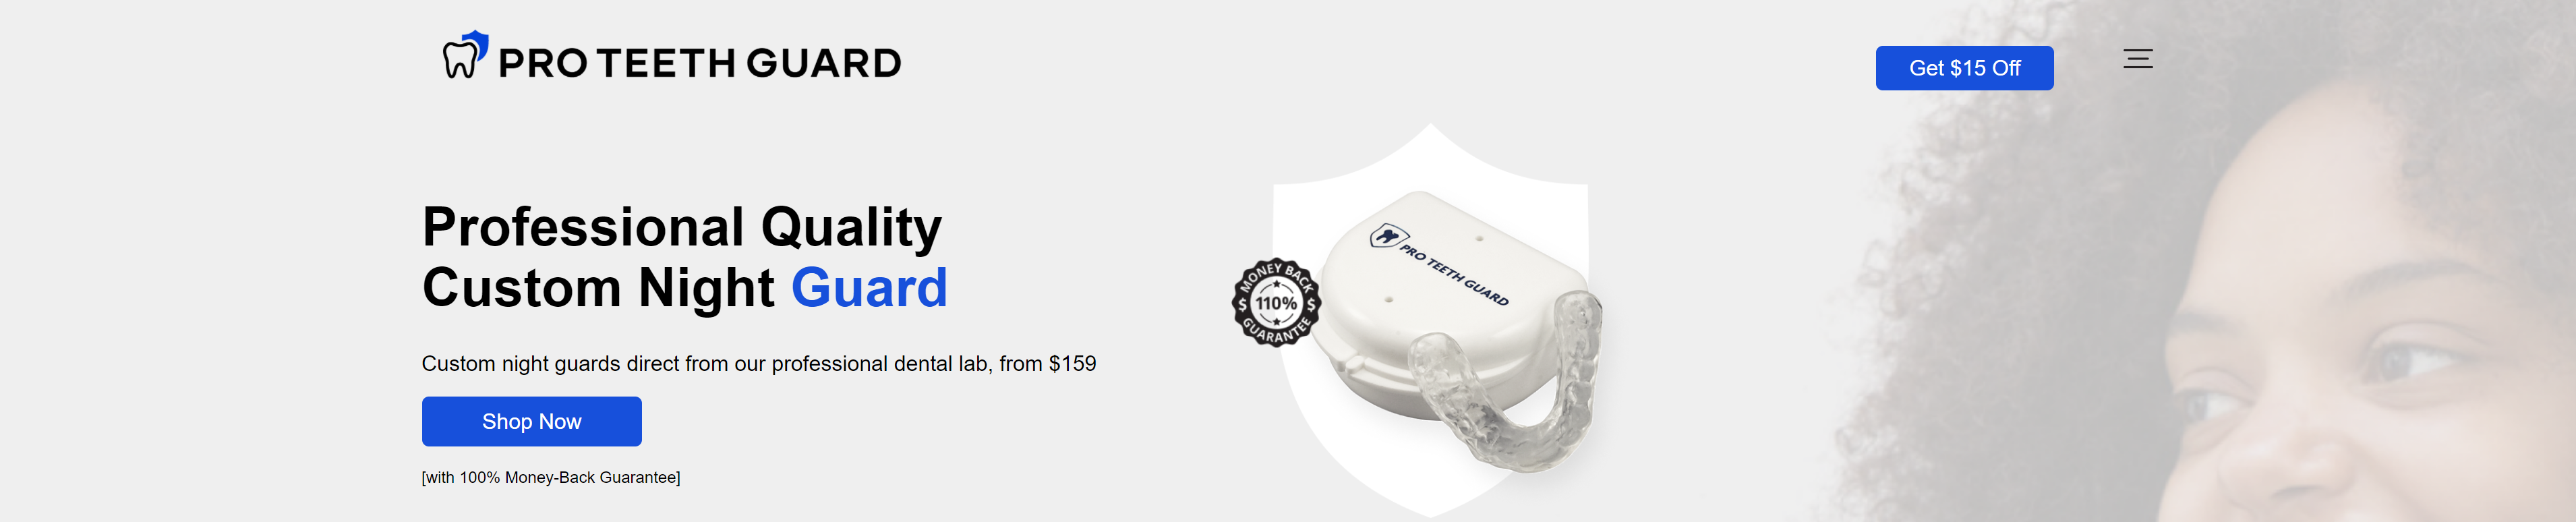 PRO TEETH GUARD
Get $15 Off
Professional Quality
Custom Night Guard
Custom night guards direct from our professional dental lab, from $159
Shop Now
[with 100% Money-Back Guarantee]
MONEY BACK
$ 110% $
GUARANTEE
PRO TEETH GUARD